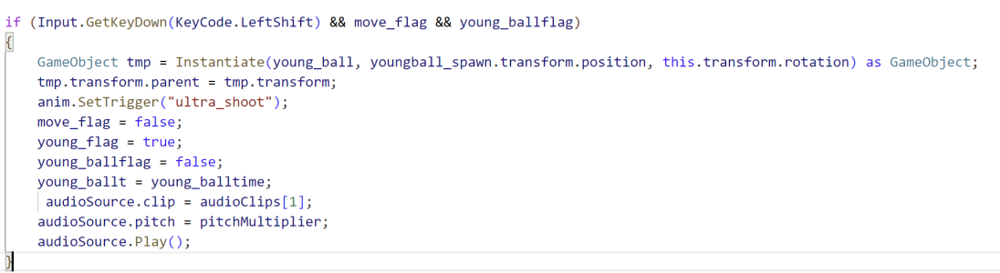 if (Input.GetKeyDown(KeyCode.LeftShift) && move_flag && young_ballflag)
{
    GameObject tmp = Instantiate(young_ball, youngball_spawn.transform.position, this.transform.rotation) as GameObject;
    tmp.transform.parent = tmp.transform;
    anim.SetTrigger("ultra_shoot");
    move_flag = false;
    young_flag = true;
    young_ballflag = false;
    young_ballt = young_balltime;
     audioSource.clip = audioClips[1];
    audioSource.pitch = pitchMultiplier;
    audioSource.Play();
}